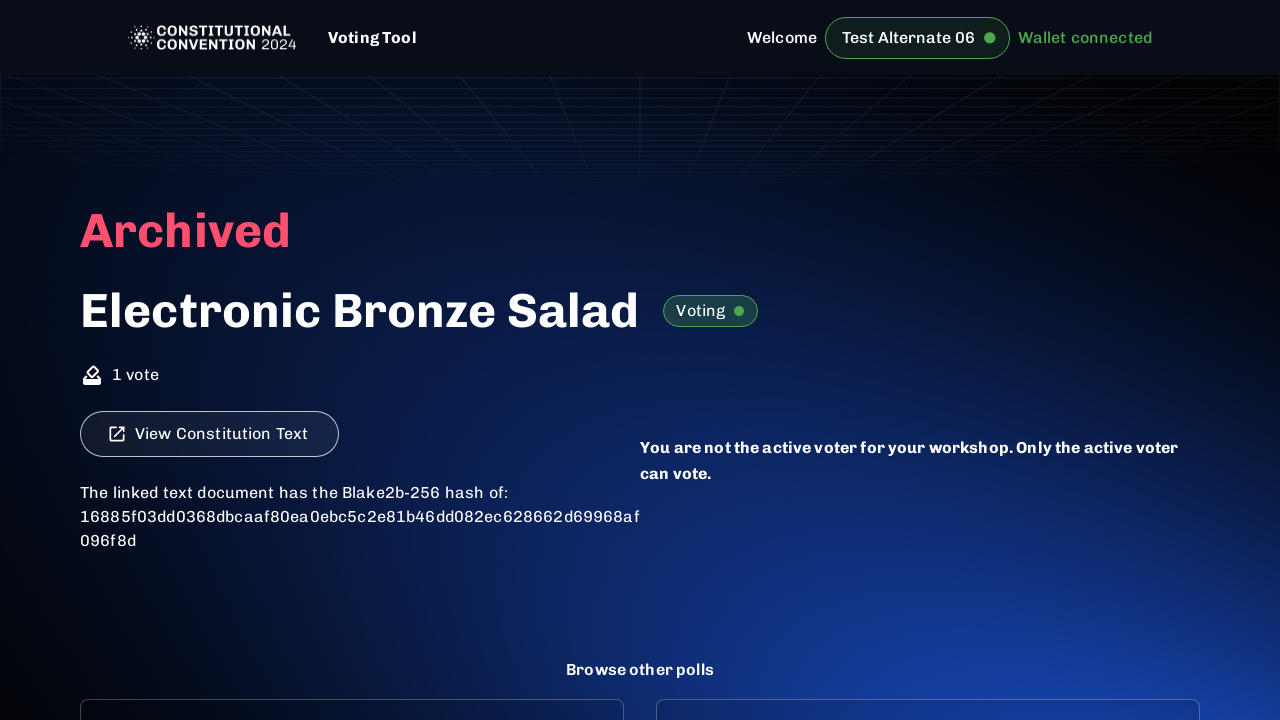 CONSTITUTIONAL
CONVENTION 2024
Voting Tool
Welcome
Test Alternate 06
Wallet connected
Archived
Electronic Bronze Salad
Voting
1 vote
View Constitution Text
You are not the active voter for your workshop. Only the active voter
can vote.
The linked text document has the Blake2b-256 hash of:
16885f03dd0368dbcaaf80ea0ebc5c2e81b46dd082ec628662d69968af
096f8d
Browse other polls